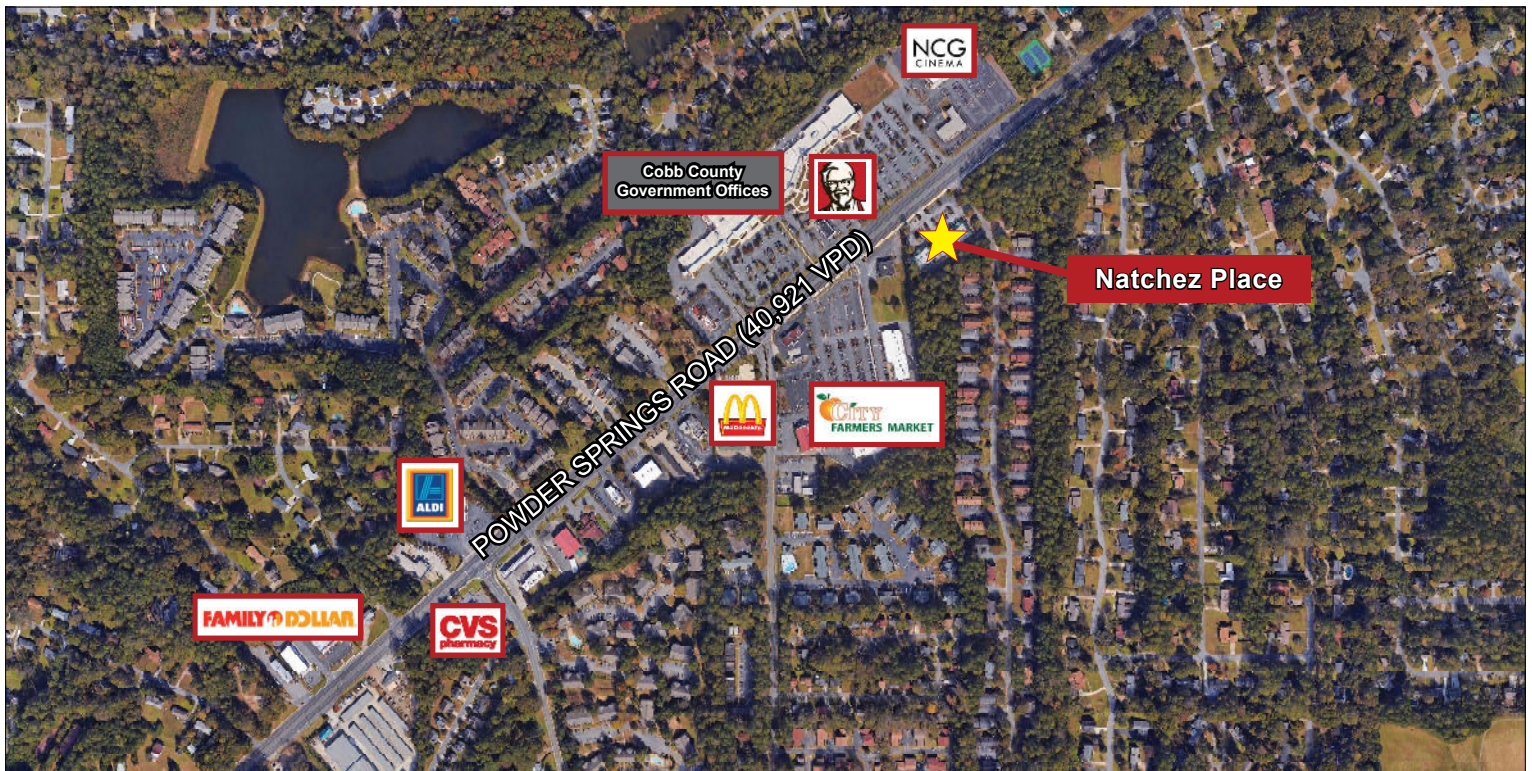 NCG
CINEMA
Cobb County
Government Offices
Natchez Place
POWDER SPRINGS ROAD (40,921 VPD)
McDonald's
CITY
FARMERS MARKET
ALDI
FAMILY DOLLAR
CVS
pharmacy